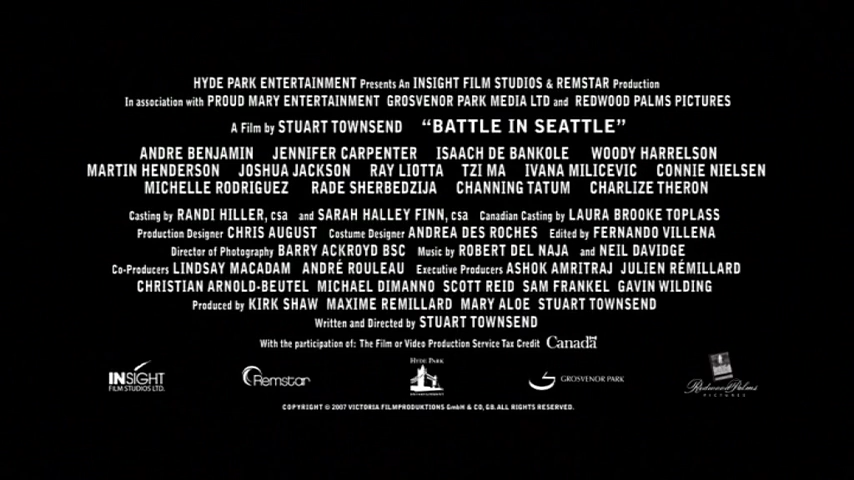 HYDE PARK ENTERTAINMENT Presents An INSIGHT FILM STUDIOS & REMSTAR Production
In association with PROUD MARY ENTERTAINMENT GROSVENOR PARK MEDIA LTD and REDWOOD PALMS PICTURES
A Film by STUART TOWNSEND "BATTLE IN SEATTLE"
ANDRE BENJAMIN JENNIFER CARPENTER ISAACH DE BANKOLE WOODY HARRELSON
MARTIN HENDERSON JOSHUA JACKSON RAY LIOTTA TZI MA IVANA MILICEVIC CONNIE NIELSEN
MICHELLE RODRIGUEZ RADE SHERBEDZIJA CHANNING TATUM CHARLIZE THERON
Casting by RANDI HILLER, CSA and SARAH HALLEY FINN, CSA Canadian Casting by LAURA BROOKE TOPLASS
Production Designer CHRIS AUGUST Costume Designer ANDREA DES ROCHES Edited by FERNANDO VILLENA
Director of Photography BARRY ACKROYD BSC Music by ROBERT DEL NAJA and NEIL DAVIDGE
Co-Producers LINDSAY MACADAM ANDRÉ ROULEAU Executive Producers ASHOK AMRITRAJ JULIEN RÉMILLARD
CHRISTIAN ARNOLD-BEUTEL MICHAEL DIMANNO SCOTT REID SAM FRANKEL GAVIN WILDING
Produced by KIRK SHAW MAXIME REMILLARD MARY ALOE STUART TOWNSEND
Written and Directed by STUART TOWNSEND
With the participation of: The Film or Video Production Service Tax Credit Canada
INSIGHT FILM STUDIOS LTD.
Remstar
HYDE PARK ENTERTAINMENT
GROSVENOR PARK
Redwood Palms PICTURES
COPYRIGHT © 2007 VICTORIA FILMPRODUKTIONS GmbH & CO, GB. ALL RIGHTS RESERVED.